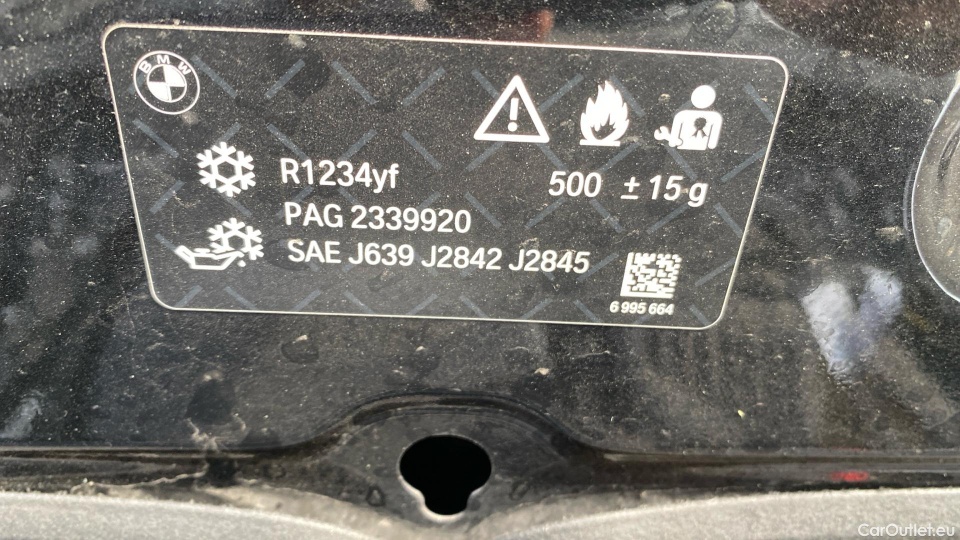 BMW
R1234yf 500 ± 15 g
PAG 2339920
SAE J639 J2842 J2845
6 995 664
CarOutlet.eu